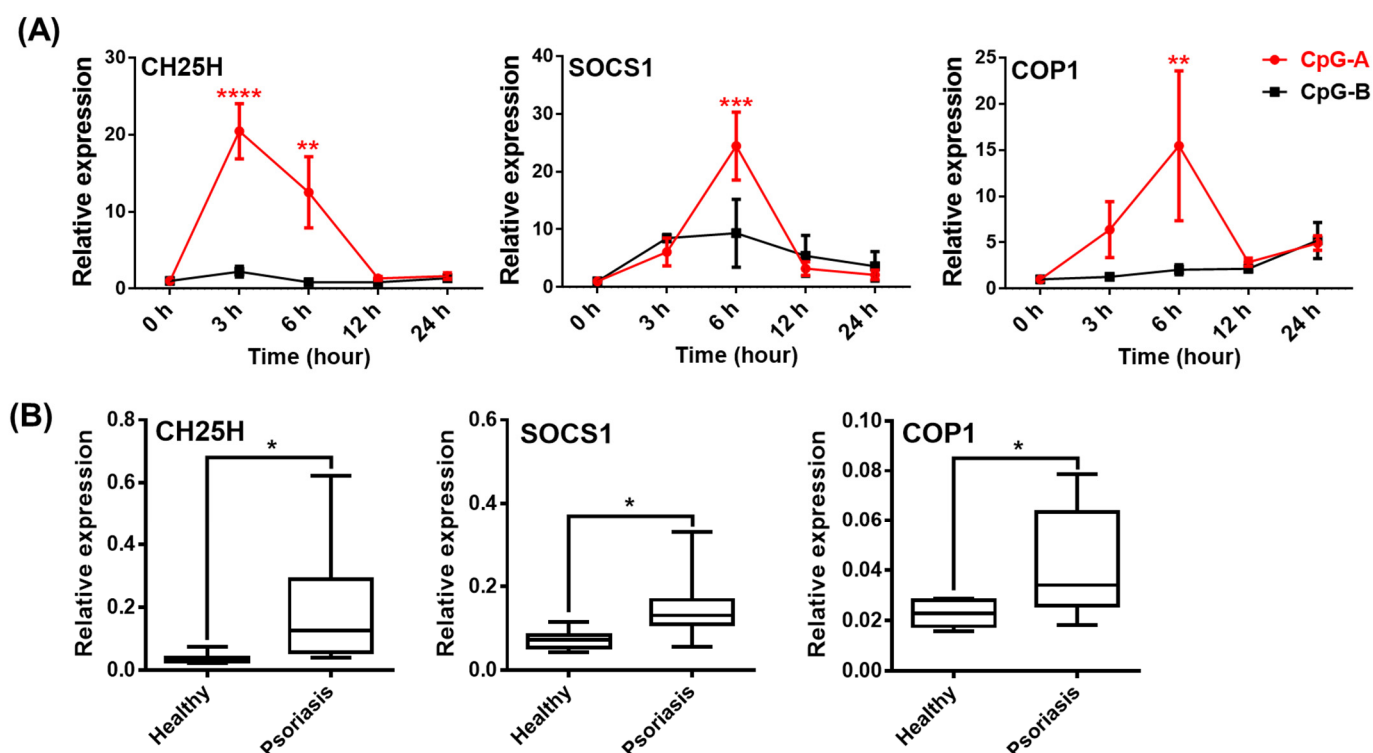 (A)
CH25H
Relative expression
30
20
10
0
****
**
0 h
3 h
6 h
12 h
24 h
Time (hour)
SOCS1
Relative expression
40
30
20
10
0
***
0 h
3 h
6 h
12 h
24 h
Time (hour)
COP1
Relative expression
25
20
15
10
5
0
**
0 h
3 h
6 h
12 h
24 h
Time (hour)
CpG-A
CpG-B
(B)
CH25H
Relative expression
0.8
0.6
0.4
0.2
0.0
*
Healthy
Psoriasis
SOCS1
Relative expression
0.6
0.4
0.2
0.0
*
Healthy
Psoriasis
COP1
Relative expression
0.10
0.08
0.06
0.04
0.02
0.00
*
Healthy
Psoriasis